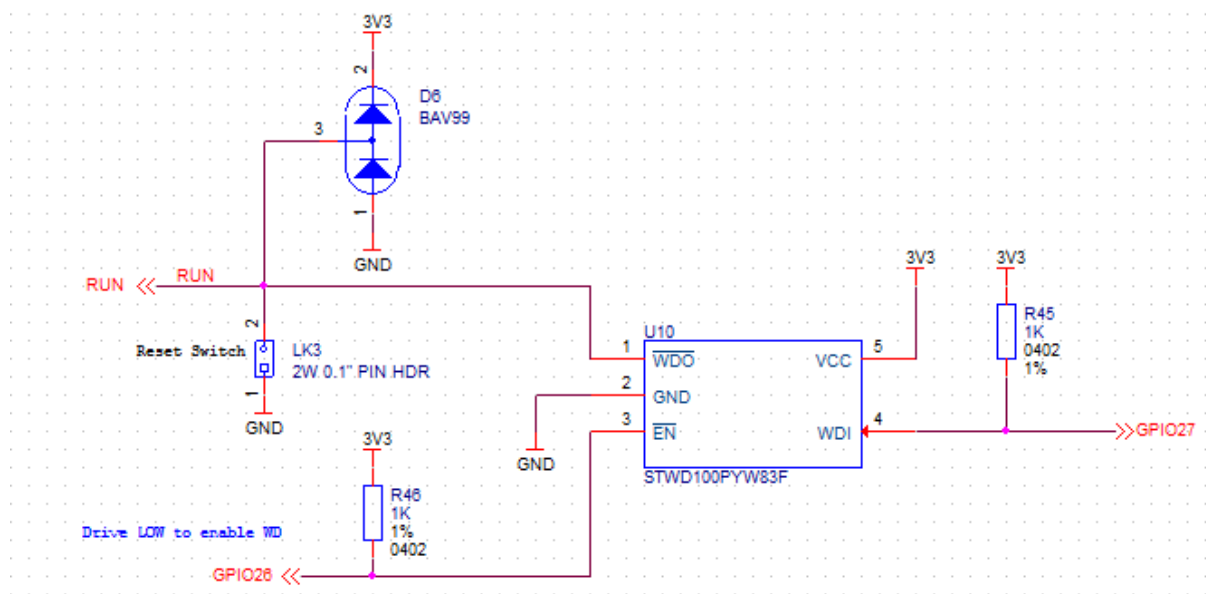 3V3
2
D6
BAV99
3
1
GND
RUN
RUN
2
Reset Switch
LK3
2W 0.1" PIN HDR
1
GND
3V3
3V3
R45
1K
0402
1%
U10
1
WDO
VCC
5
2
GND
3
EN
WDI
4
GPIO27
GND
STWD100PYW83F
3V3
R46
1K
1%
0402
Drive LOW to enable WD
GPIO26